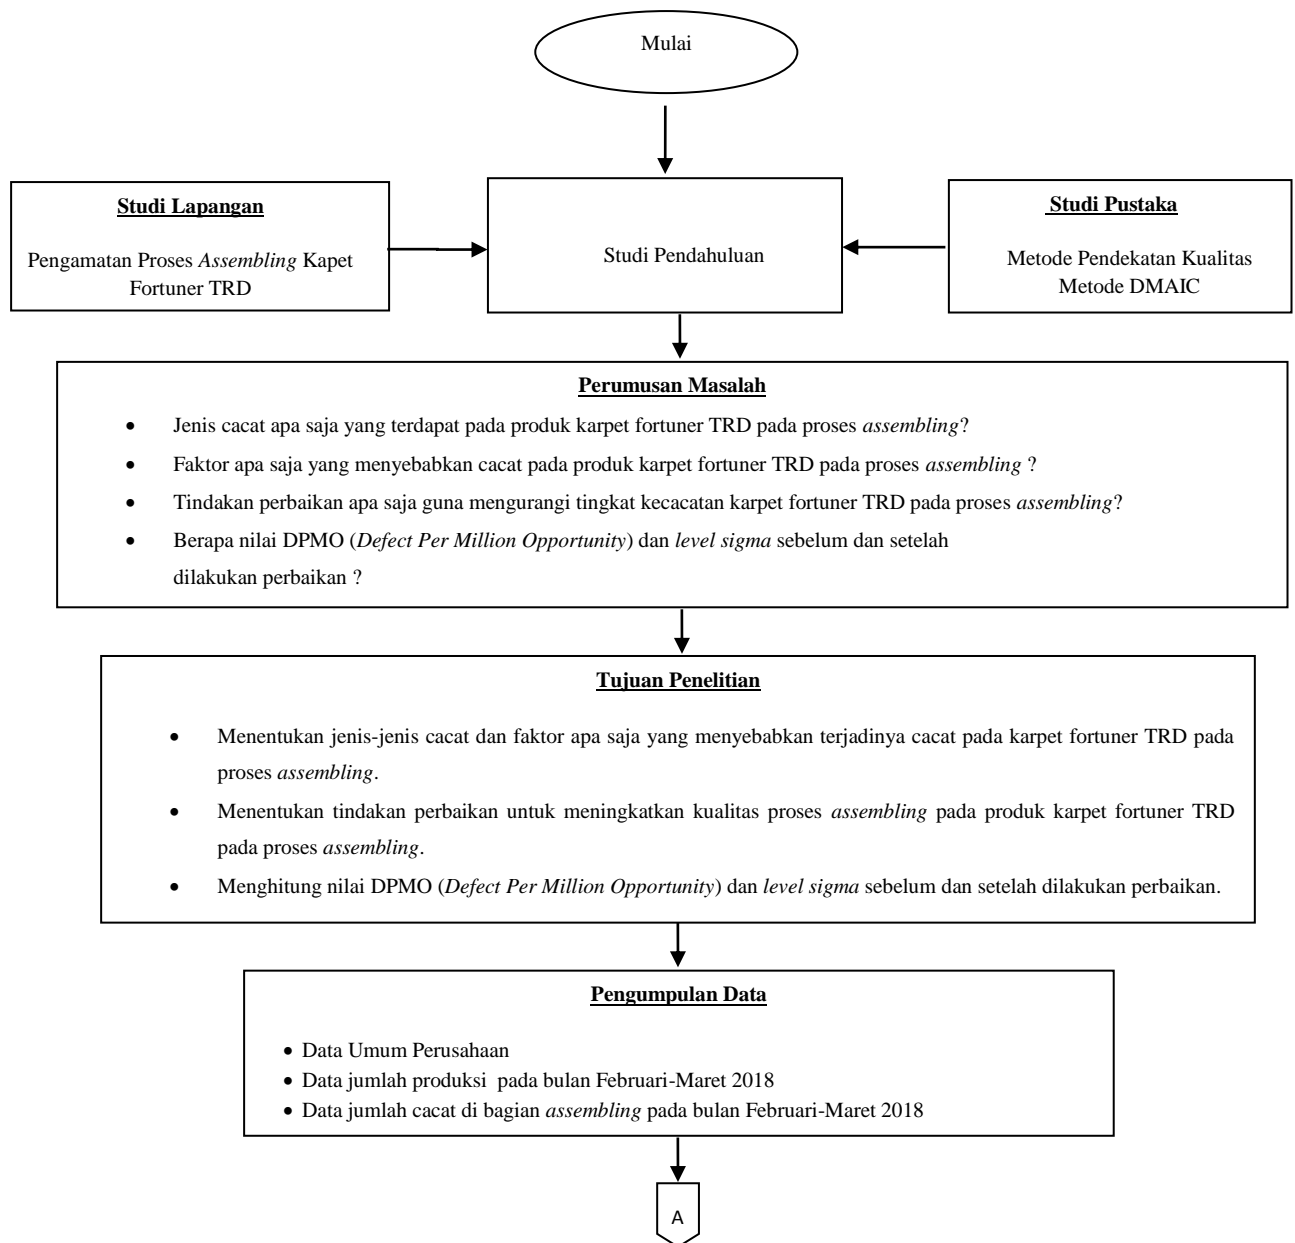 Mulai
Studi Lapangan
Pengamatan Proses Assembling Kapet
Fortuner TRD
Studi Pendahuluan
Studi Pustaka
Metode Pendekatan Kualitas
Metode DMAIC
Perumusan Masalah
• Jenis cacat apa saja yang terdapat pada produk karpet fortuner TRD pada proses assembling?
• Faktor apa saja yang menyebabkan cacat pada produk karpet fortuner TRD pada proses assembling ?
• Tindakan perbaikan apa saja guna mengurangi tingkat kecacatan karpet fortuner TRD pada proses assembling?
• Berapa nilai DPMO (Defect Per Million Opportunity) dan level sigma sebelum dan setelah
dilakukan perbaikan ?
Tujuan Penelitian
• Menentukan jenis-jenis cacat dan faktor apa saja yang menyebabkan terjadinya cacat pada karpet fortuner TRD pada
proses assembling.
• Menentukan tindakan perbaikan untuk meningkatkan kualitas proses assembling pada produk karpet fortuner TRD
pada proses assembling.
• Menghitung nilai DPMO (Defect Per Million Opportunity) dan level sigma sebelum dan setelah dilakukan perbaikan.
Pengumpulan Data
• Data Umum Perusahaan
• Data jumlah produksi pada bulan Februari-Maret 2018
• Data jumlah cacat di bagian assembling pada bulan Februari-Maret 2018
A